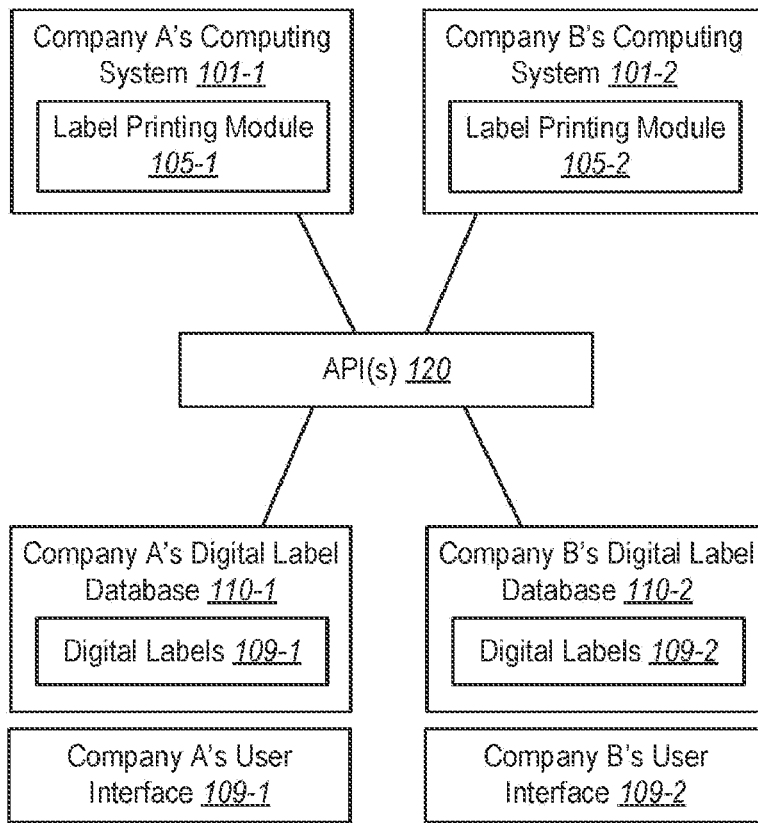 Company A's Computing
System 101-1
Label Printing Module
105-1
Company B's Computing
System 101-2
Label Printing Module
105-2
API(s) 120
Company A's Digital Label
Database 110-1
Digital Labels 109-1
Company B's Digital Label
Database 110-2
Digital Labels 109-2
Company A's User
Interface 109-1
Company B's User
Interface 109-2